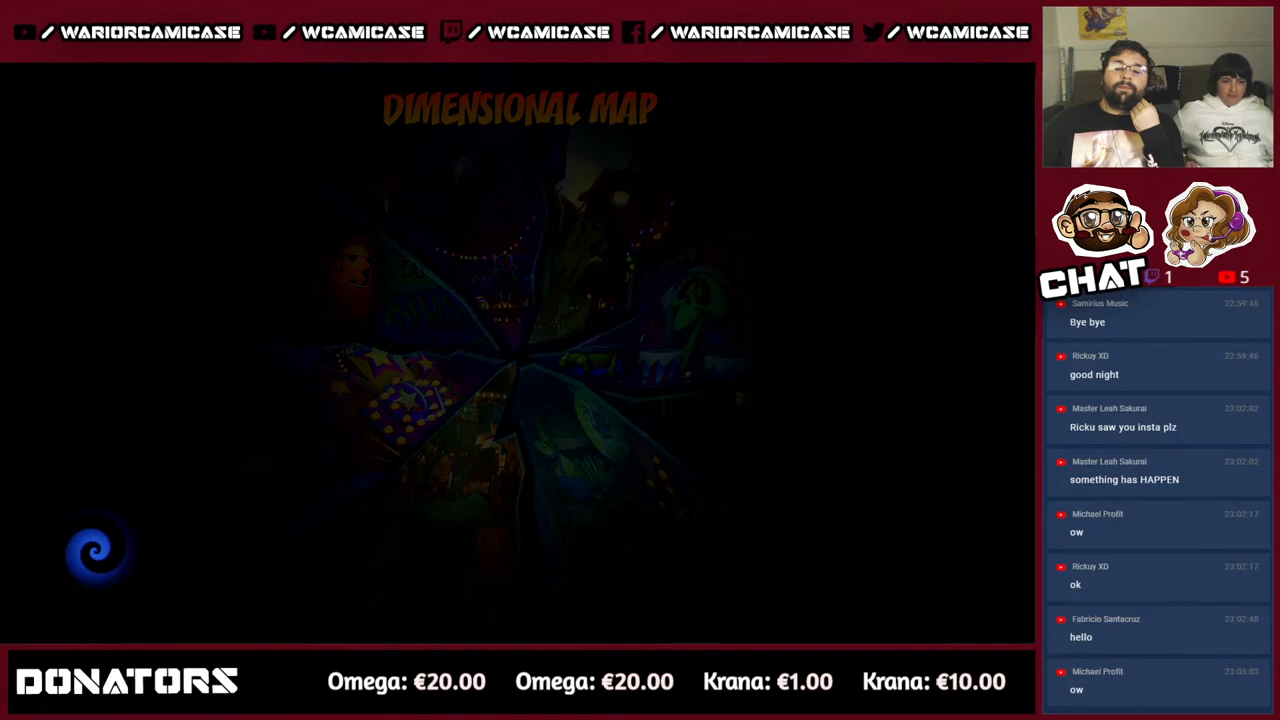 / WARIORCAMICASE / WCAMICASE / WCAMICASE / WARIORCAMICASE / WCAMICASE
DIMENSIONAL MAP
CHAT
1
5
Samirius Music 22:59:46
Bye bye
Rickuy XD 22:59:46
good night
Master Leah Sakurai 23:02:02
Ricku saw you insta plz
Master Leah Sakurai 23:02:02
something has HAPPEN
Michael Profit 23:02:17
ow
Rickuy XD 23:02:17
ok
Fabricio Santacruz 23:02:48
hello
Michael Profit 23:05:03
ow
DONATORS
Omega: €20.00 Omega: €20.00 Krana: €1.00 Krana: €10.00